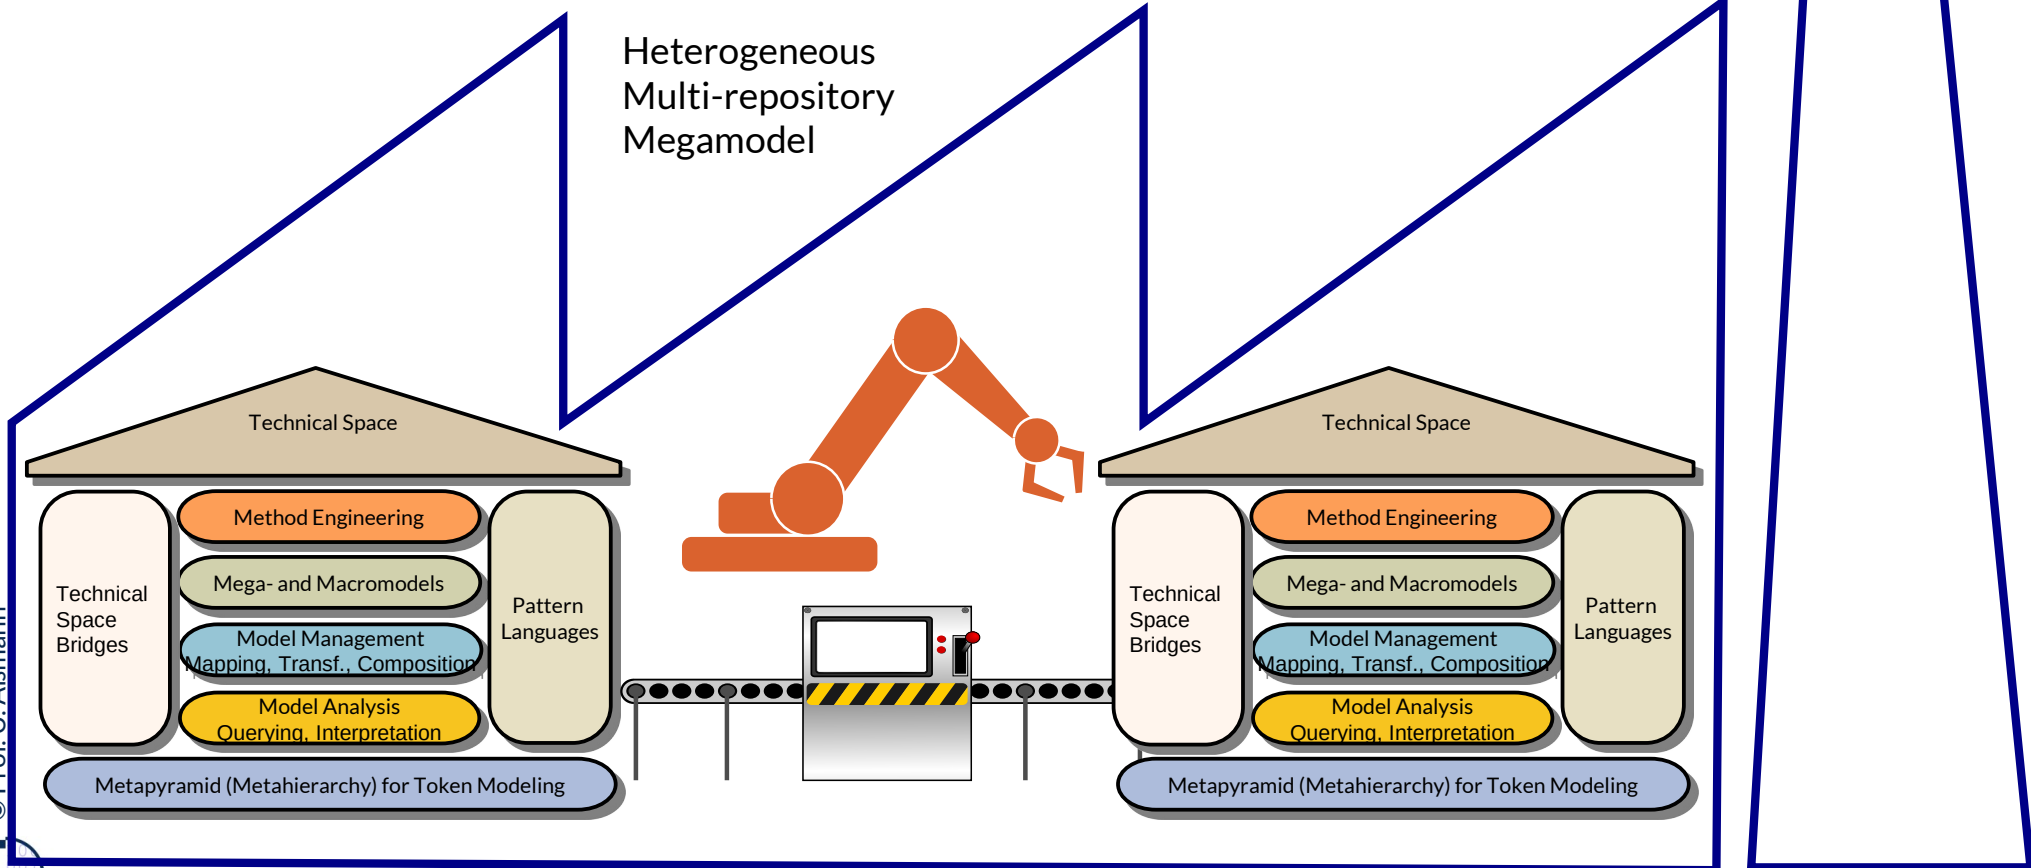 Heterogeneous
Multi-repository
Megamodel
Technical Space
Method Engineering
Mega- and Macromodels
Model Management
Mapping, Transf., Composition
Model Analysis
Querying, Interpretation
Technical
Space
Bridges
Pattern
Languages
Metapyramid (Metahierarchy) for Token Modeling
Technical Space
Method Engineering
Mega- and Macromodels
Model Management
Mapping, Transf., Composition
Model Analysis
Querying, Interpretation
Technical
Space
Bridges
Pattern
Languages
Metapyramid (Metahierarchy) for Token Modeling